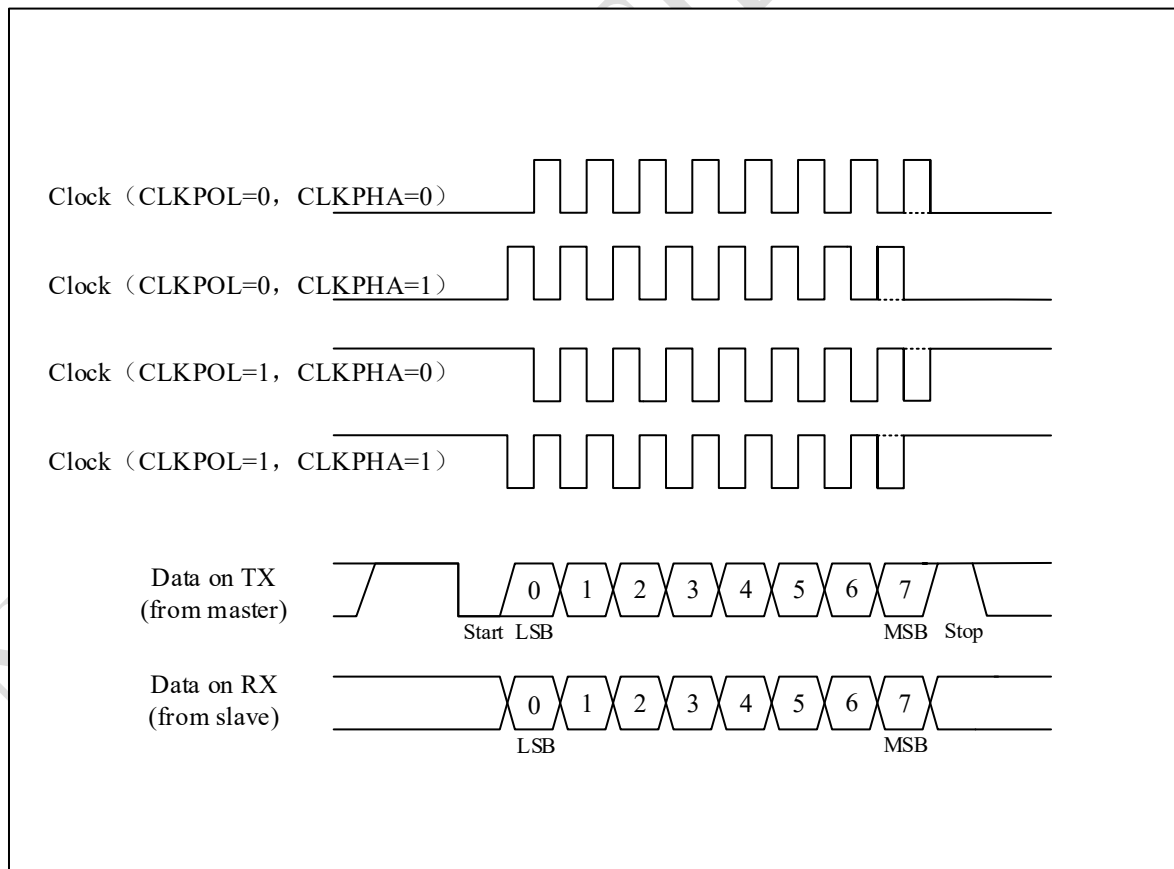 Clock（CLKPOL=0，CLKPHA=0）
Clock（CLKPOL=0，CLKPHA=1）
Clock（CLKPOL=1，CLKPHA=0）
Clock（CLKPOL=1，CLKPHA=1）
Data on TX
(from master)
0 1 2 3 4 5 6 7
Start LSB MSB Stop
Data on RX
(from slave)
0 1 2 3 4 5 6 7
LSB MSB